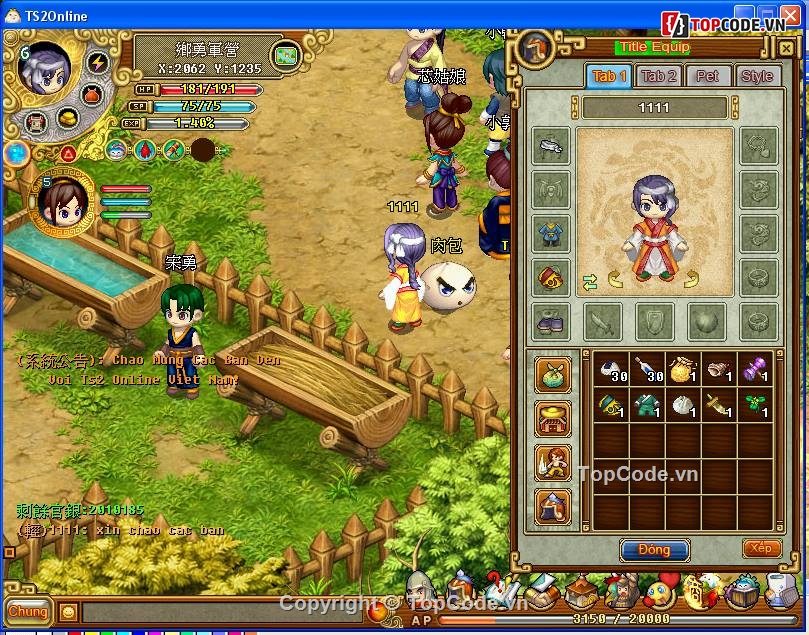 TS2Online
TOPCODE.VN
6
鄉勇軍營
X:2062 Y:1235
HP 181/191
SP 75/75
EXP 1.40%
5
芯姑娘
1111
肉包
宋勇
(系統公告): Chao Mung Cac Ban Den
Voi Ts2 Online Viet Nam!
剩餘官銀:2010185
(輕)1111: xin chao cac ban
Title Equip
Tab 1 Tab 2 Pet Style
1111
30 30 1 1 1
1 1 1 1 1
TopCode.vn
Đóng Xếp
Chung
Copyright © TopCode.vn
AP 3150 / 20000